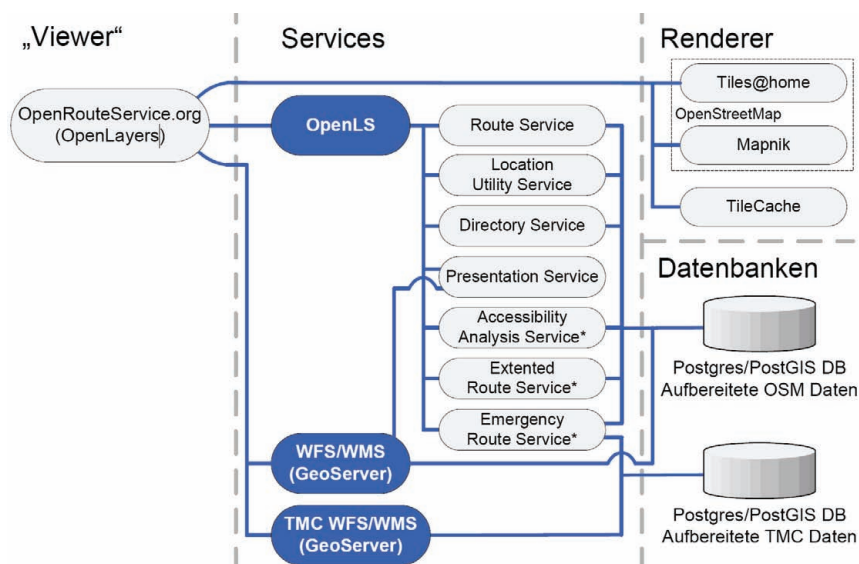 „Viewer“
Services
Renderer
OpenRouteService.org
(OpenLayers)
OpenLS
Route Service
Location
Utility Service
Directory Service
Presentation Service
Accessibility
Analysis Service*
Extented
Route Service*
Emergency
Route Service*
WFS/WMS
(GeoServer)
TMC WFS/WMS
(GeoServer)
Tiles@home
OpenStreetMap
Mapnik
TileCache
Datenbanken
Postgres/PostGIS DB
Aufbereitete OSM Daten
Postgres/PostGIS DB
Aufbereitete TMC Daten